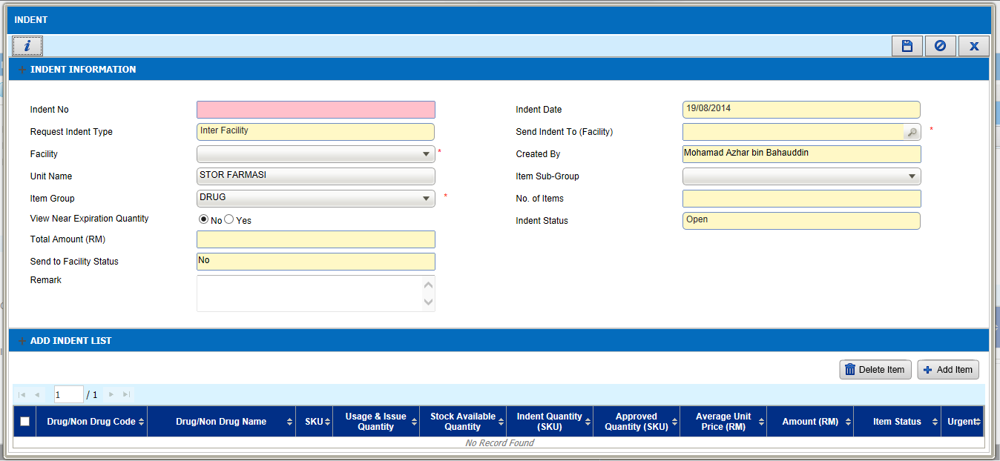 INDENT
i
X
+ INDENT INFORMATION
Indent No
Indent Date 19/08/2014
Request Indent Type Inter Facility
Send Indent To (Facility) *
Facility *
Created By Mohamad Azhar bin Bahauddin
Unit Name STOR FARMASI
Item Sub-Group
Item Group DRUG *
No. of Items
View Near Expiration Quantity No Yes
Indent Status Open
Total Amount (RM)
Send to Facility Status No
Remark
+ ADD INDENT LIST
Delete Item + Add Item
1 / 1
Drug/Non Drug Code Drug/Non Drug Name SKU Usage & Issue Quantity Stock Available Quantity Indent Quantity (SKU) Approved Quantity (SKU) Average Unit Price (RM) Amount (RM) Item Status Urgent
No Record Found